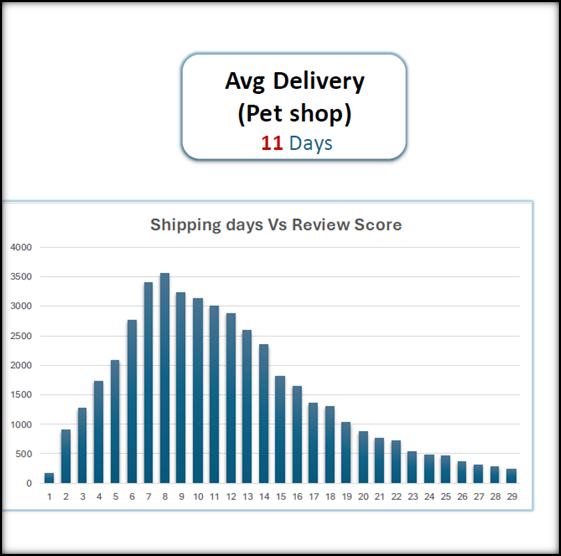 Avg Delivery
(Pet shop)
11 Days
Shipping days Vs Review Score
4000
3500
3000
2500
2000
1500
1000
500
0
1 2 3 4 5 6 7 8 9 10 11 12 13 14 15 16 17 18 19 20 21 22 23 24 25 26 27 28 29